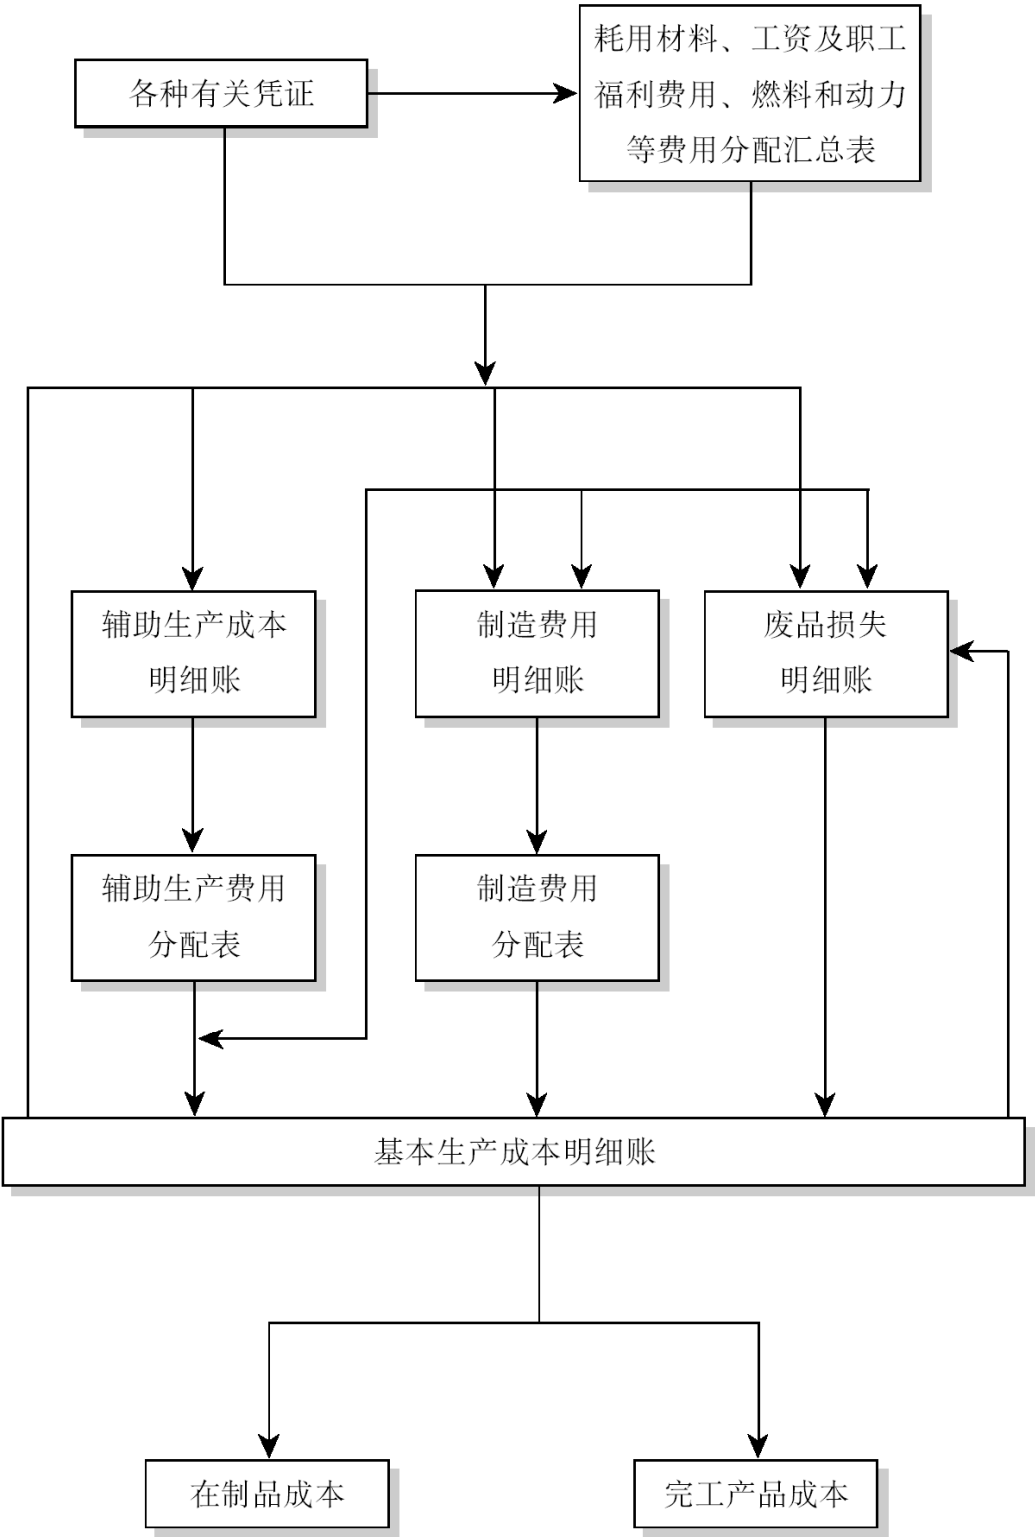 各种有关凭证
耗用材料、工资及职工
福利费用、燃料和动力
等费用分配汇总表
辅助生产成本
明细账
制造费用
明细账
废品损失
明细账
辅助生产费用
分配表
制造费用
分配表
基本生产成本明细账
在制品成本
完工产品成本